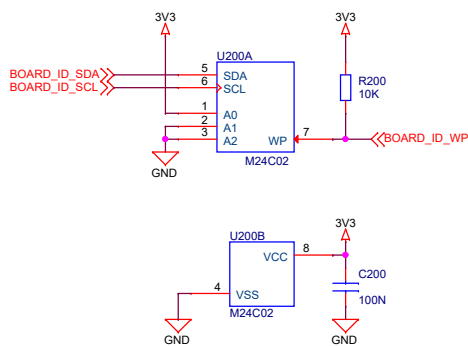 3V3
3V3
U200A
BOARD_ID_SDA
5
SDA
BOARD_ID_SCL
6
SCL
R200
10K
1
A0
2
A1
3
A2
WP
7
BOARD_ID_WP
GND
M24C02
3V3
U200B
VCC
8
C200
4
VSS
100N
M24C02
GND
GND